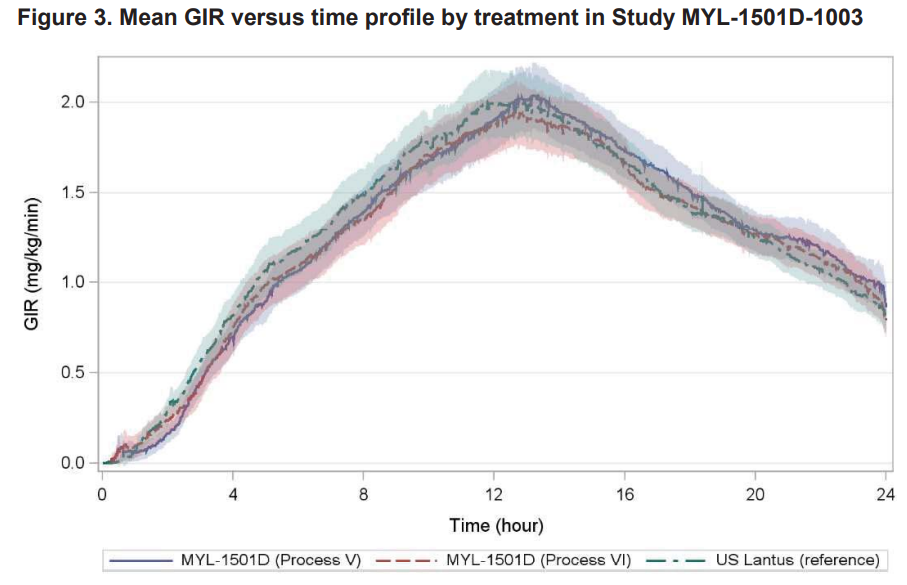 Figure 3. Mean GIR versus time profile by treatment in Study MYL-1501D-1003
GIR (mg/kg/min)
2.0
1.5
1.0
0.5
0.0
0 4 8 12 16 20 24
Time (hour)
MYL-1501D (Process V) MYL-1501D (Process VI) US Lantus (reference)